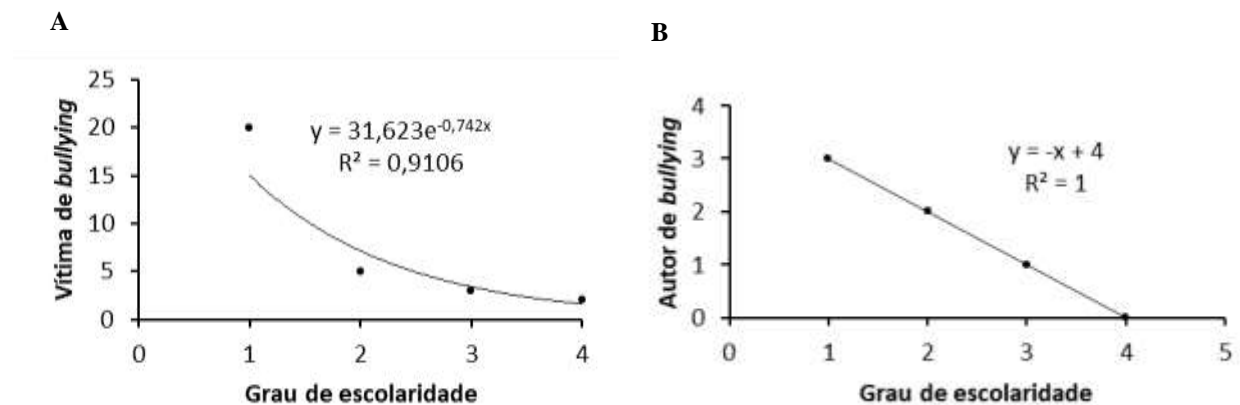 A
25
20
15
10
5
0
Vítima de bullying
y = 31,623e^-0,742x
R² = 0,9106
0 1 2 3 4
Grau de escolaridade
B
4
3
2
1
0
Autor de bullying
y = -x + 4
R² = 1
0 1 2 3 4 5
Grau de escolaridade